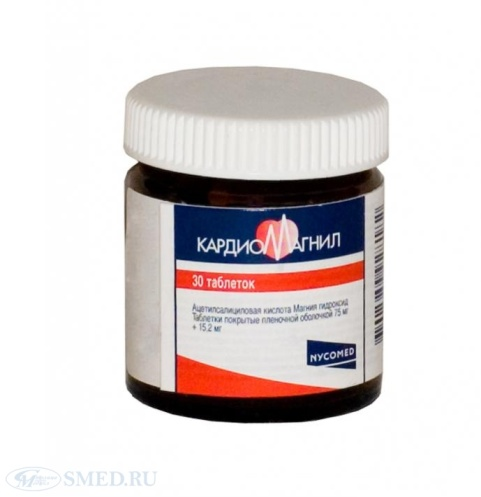 КАРДИОМАГНИЛ
30 таблеток
Ацетилсалициловая кислота Магния гидроксид
Таблетки покрытые пленочной оболочкой 75 мг
+ 15,2 мг
NYCOMED
SMED.RU